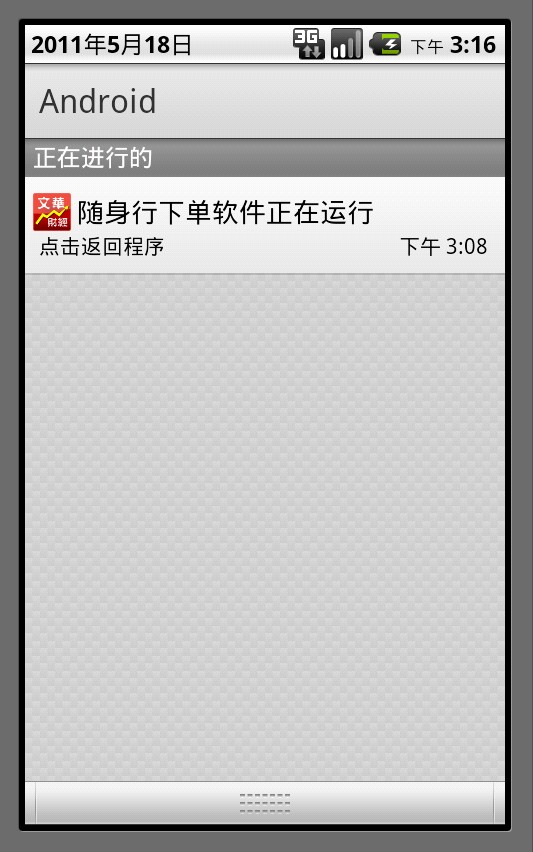 2011年5月18日 3G 下午 3:16
Android
正在进行的
文華 財經
随身行下单软件正在运行
点击返回程序 下午 3:08